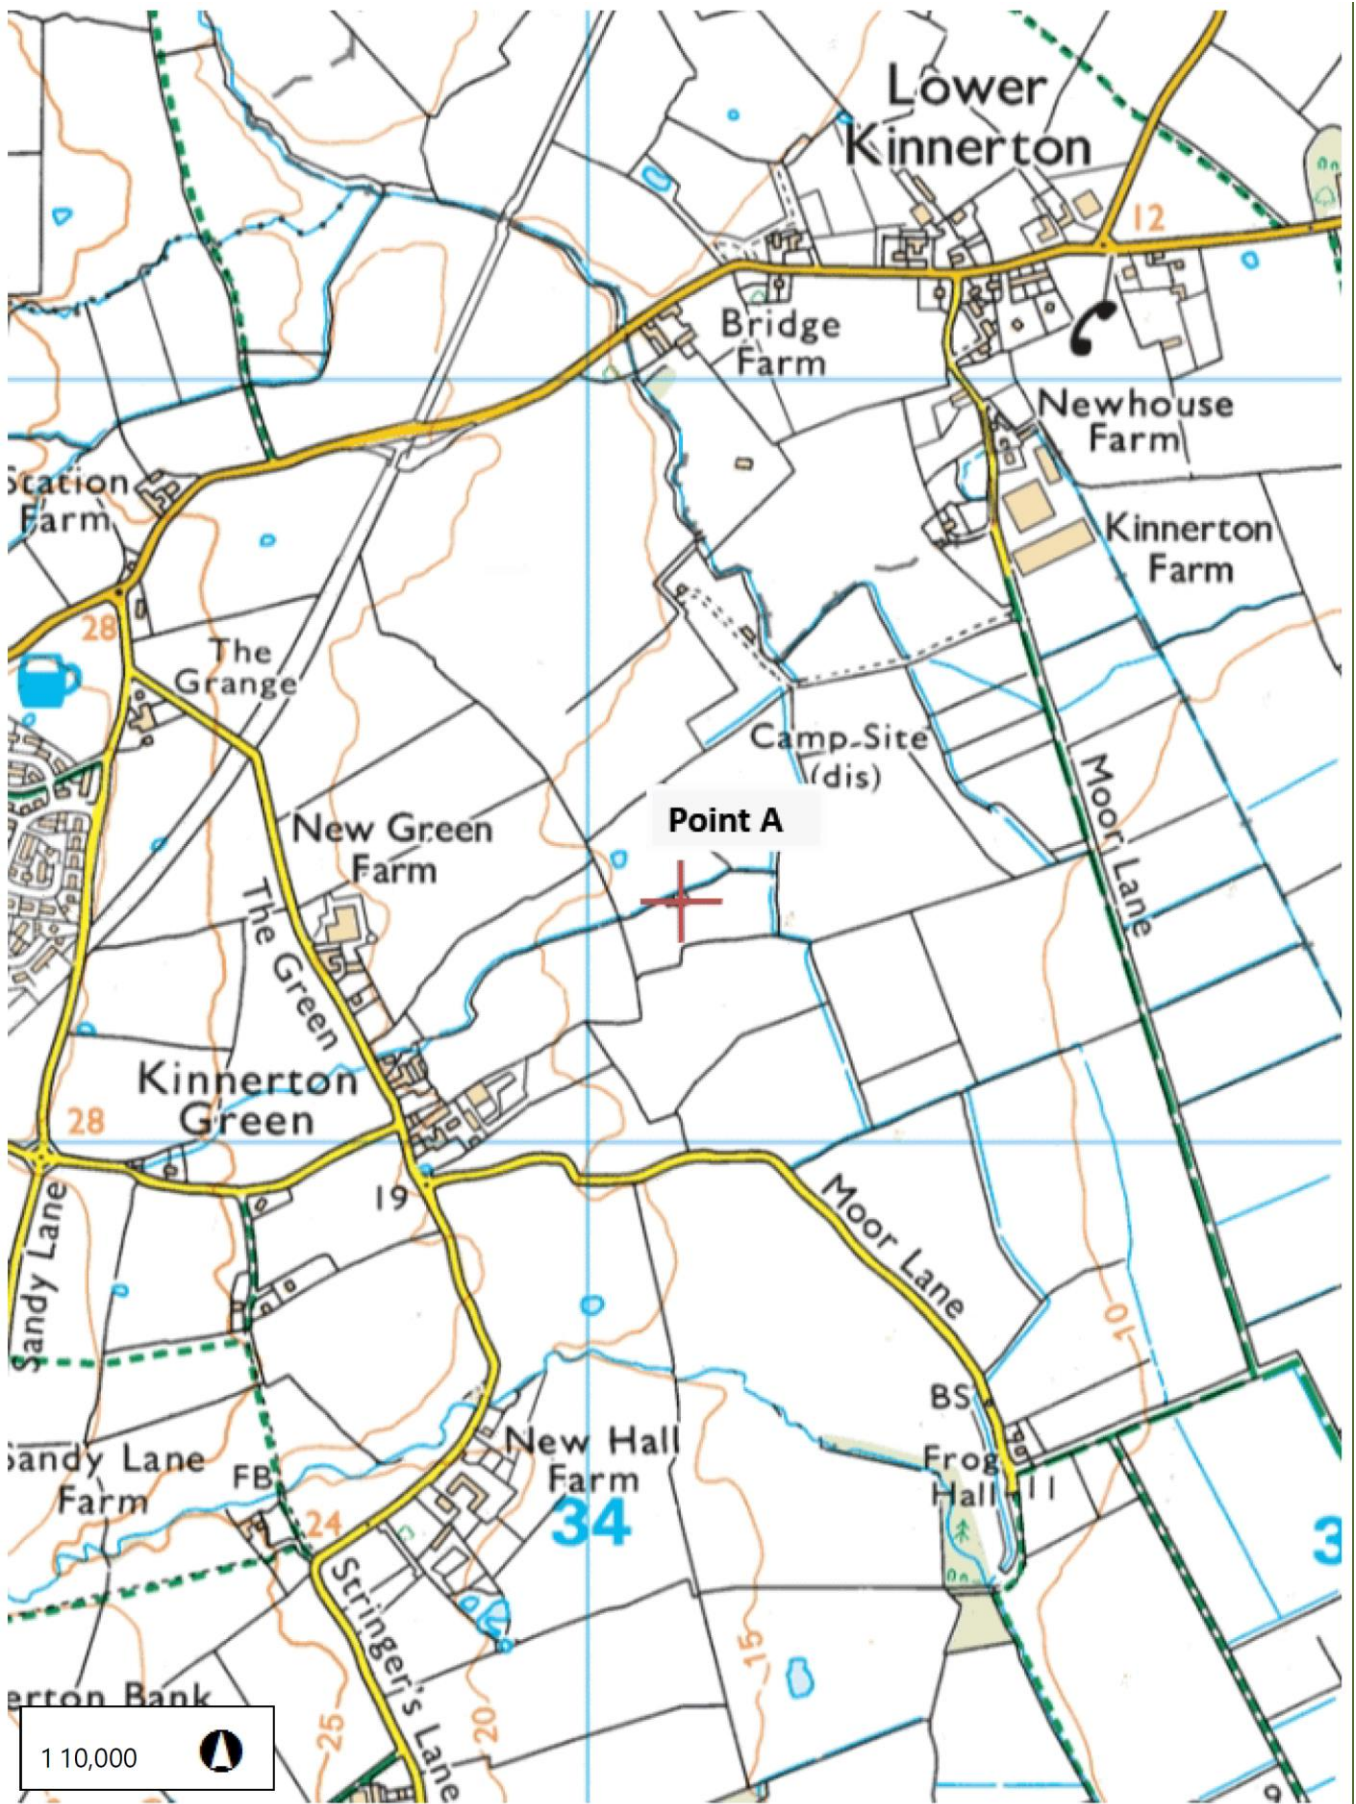 Lower
Kinnerton
12
Bridge
Farm
Newhouse
Farm
Station
Farm
Kinnerton
Farm
28
The
Grange
Camp Site
(dis)
Moor Lane
Point A
New Green
Farm
The Green
Kinnerton
Green
28
19
Sandy Lane
Moor Lane
10
BS
New Hall
Farm
Sandy Lane
Farm
FB
Frog
Hall
11
34
24
3
Stringer's Lane
15
erton Bank
25
20
1 10,000